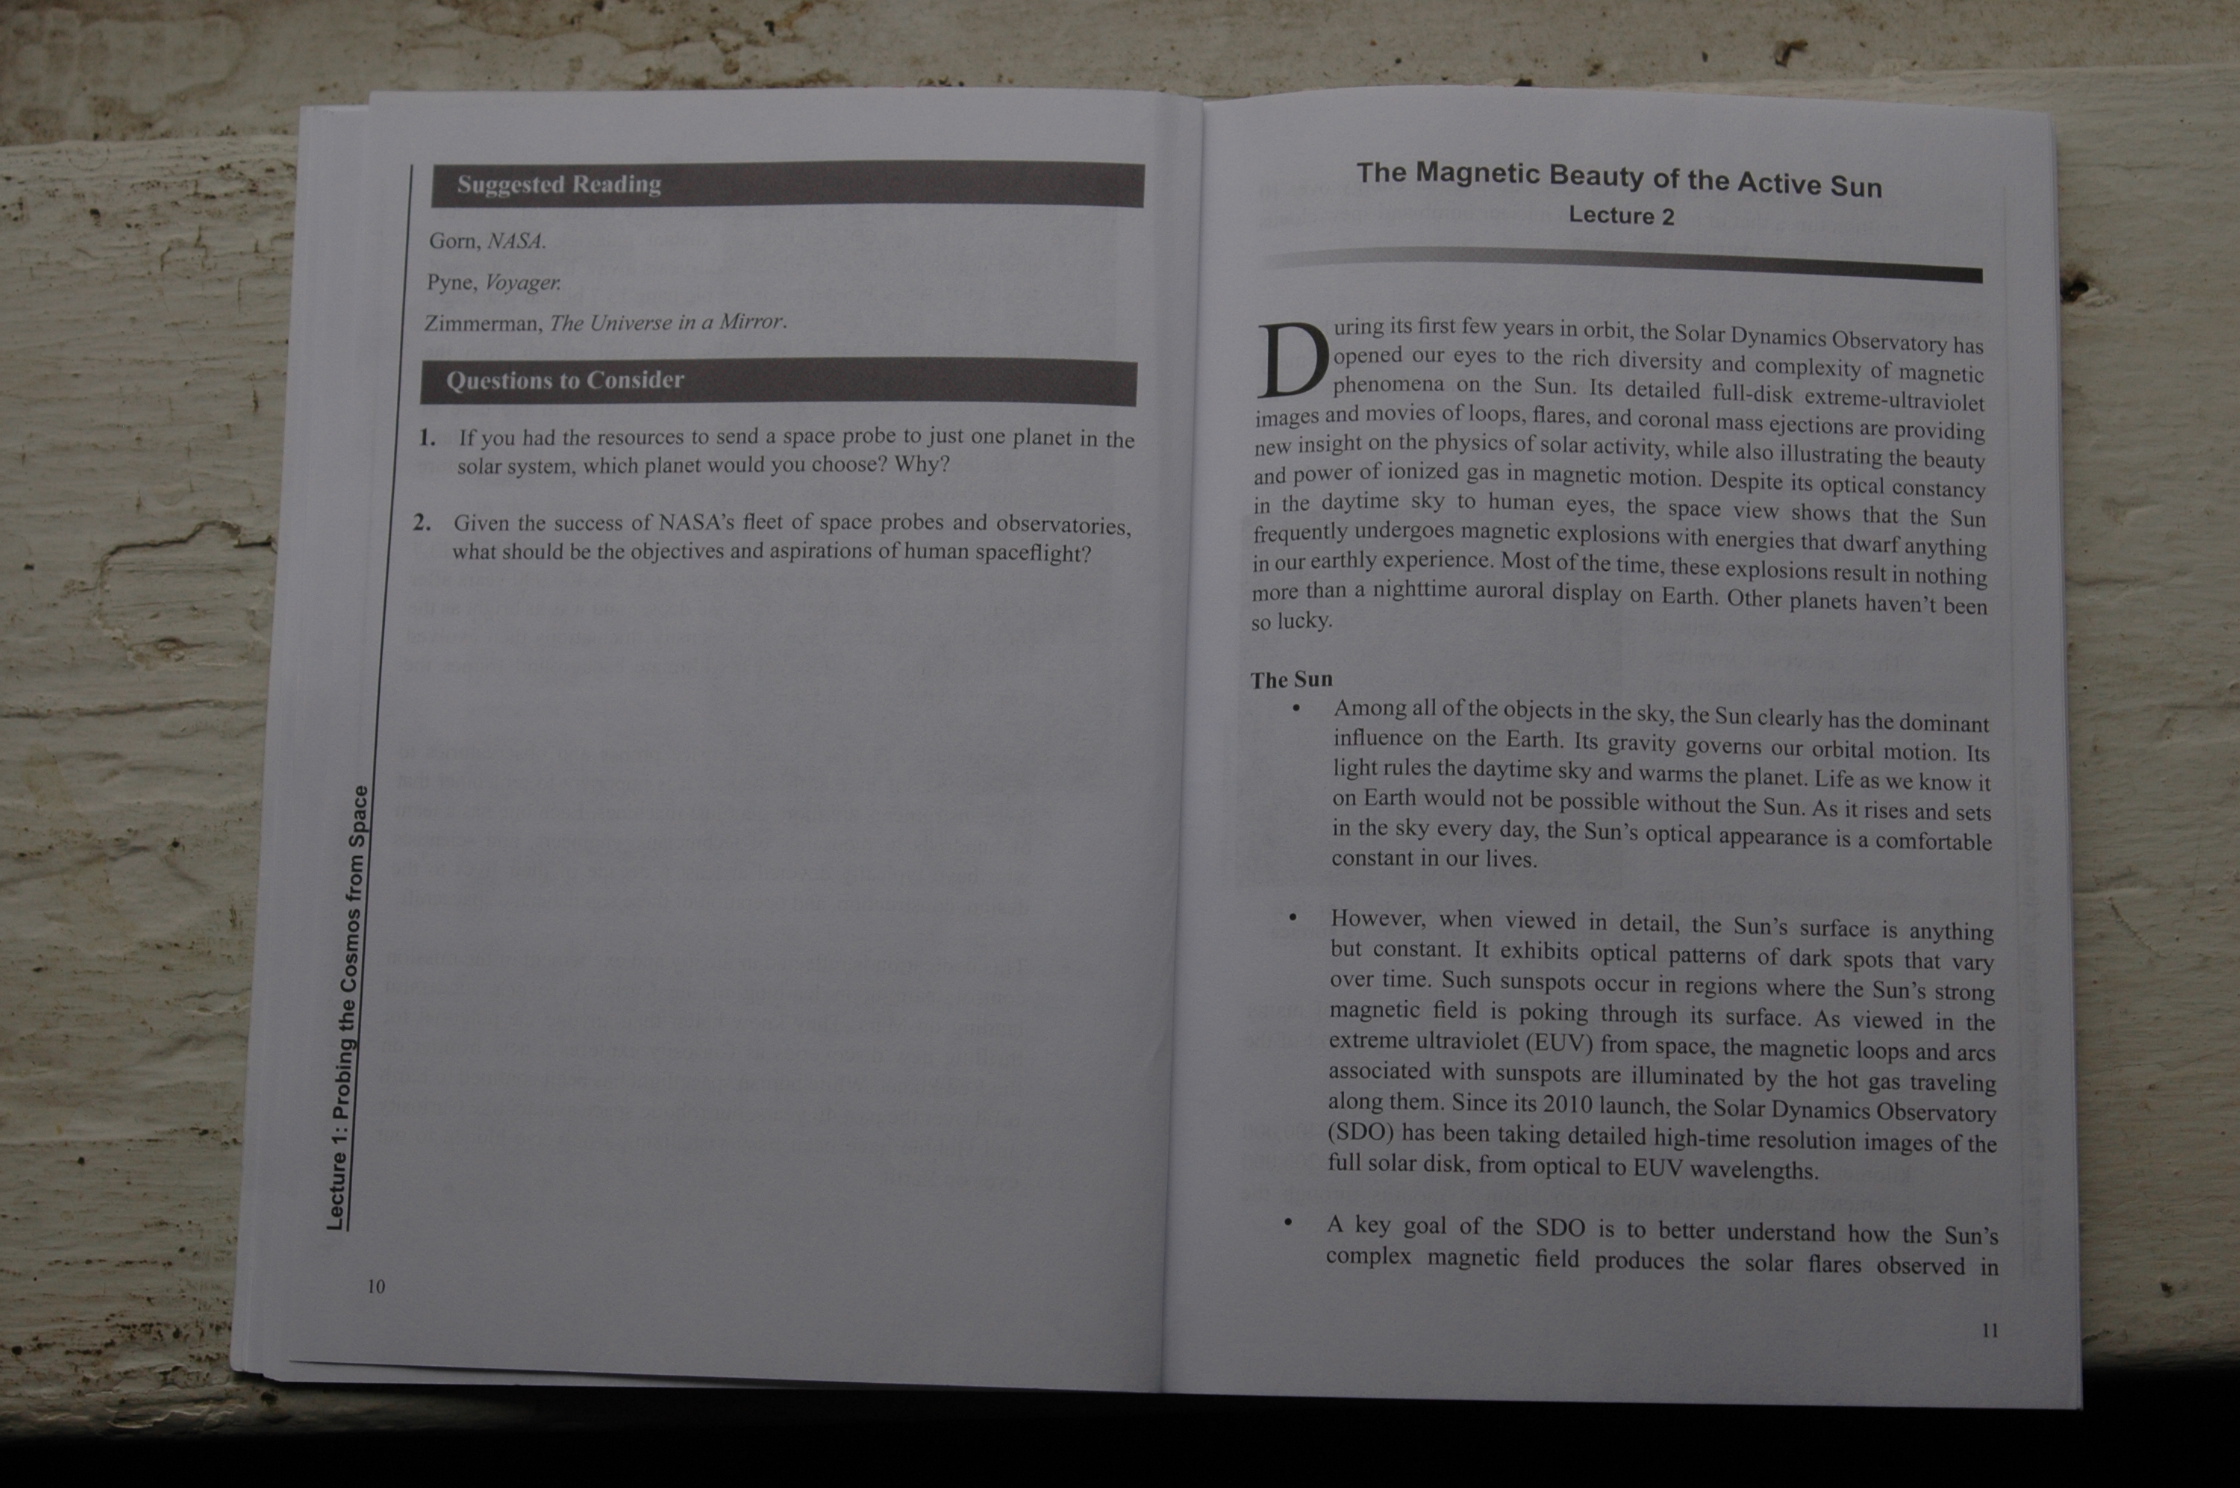 Suggested Reading
Gorn, NASA.
Pyne, Voyager.
Zimmerman, The Universe in a Mirror.
Questions to Consider
1. If you had the resources to send a space probe to just one planet in the
solar system, which planet would you choose? Why?
2. Given the success of NASA's fleet of space probes and observatories,
what should be the objectives and aspirations of human spaceflight?
Lecture 1: Probing the Cosmos from Space
10
The Magnetic Beauty of the Active Sun
Lecture 2
During its first few years in orbit, the Solar Dynamics Observatory has
opened our eyes to the rich diversity and complexity of magnetic
phenomena on the Sun. Its detailed full-disk extreme-ultraviolet
images and movies of loops, flares, and coronal mass ejections are providing
new insight on the physics of solar activity, while also illustrating the beauty
and power of ionized gas in magnetic motion. Despite its optical constancy
in the daytime sky to human eyes, the space view shows that the Sun
frequently undergoes magnetic explosions with energies that dwarf anything
in our earthly experience. Most of the time, these explosions result in nothing
more than a nighttime auroral display on Earth. Other planets haven't been
so lucky.
The Sun
• Among all of the objects in the sky, the Sun clearly has the dominant
influence on the Earth. Its gravity governs our orbital motion. Its
light rules the daytime sky and warms the planet. Life as we know it
on Earth would not be possible without the Sun. As it rises and sets
in the sky every day, the Sun's optical appearance is a comfortable
constant in our lives.
• However, when viewed in detail, the Sun's surface is anything
but constant. It exhibits optical patterns of dark spots that vary
over time. Such sunspots occur in regions where the Sun's strong
magnetic field is poking through its surface. As viewed in the
extreme ultraviolet (EUV) from space, the magnetic loops and arcs
associated with sunspots are illuminated by the hot gas traveling
along them. Since its 2010 launch, the Solar Dynamics Observatory
(SDO) has been taking detailed high-time resolution images of the
full solar disk, from optical to EUV wavelengths.
• A key goal of the SDO is to better understand how the Sun's
complex magnetic field produces the solar flares observed in
11